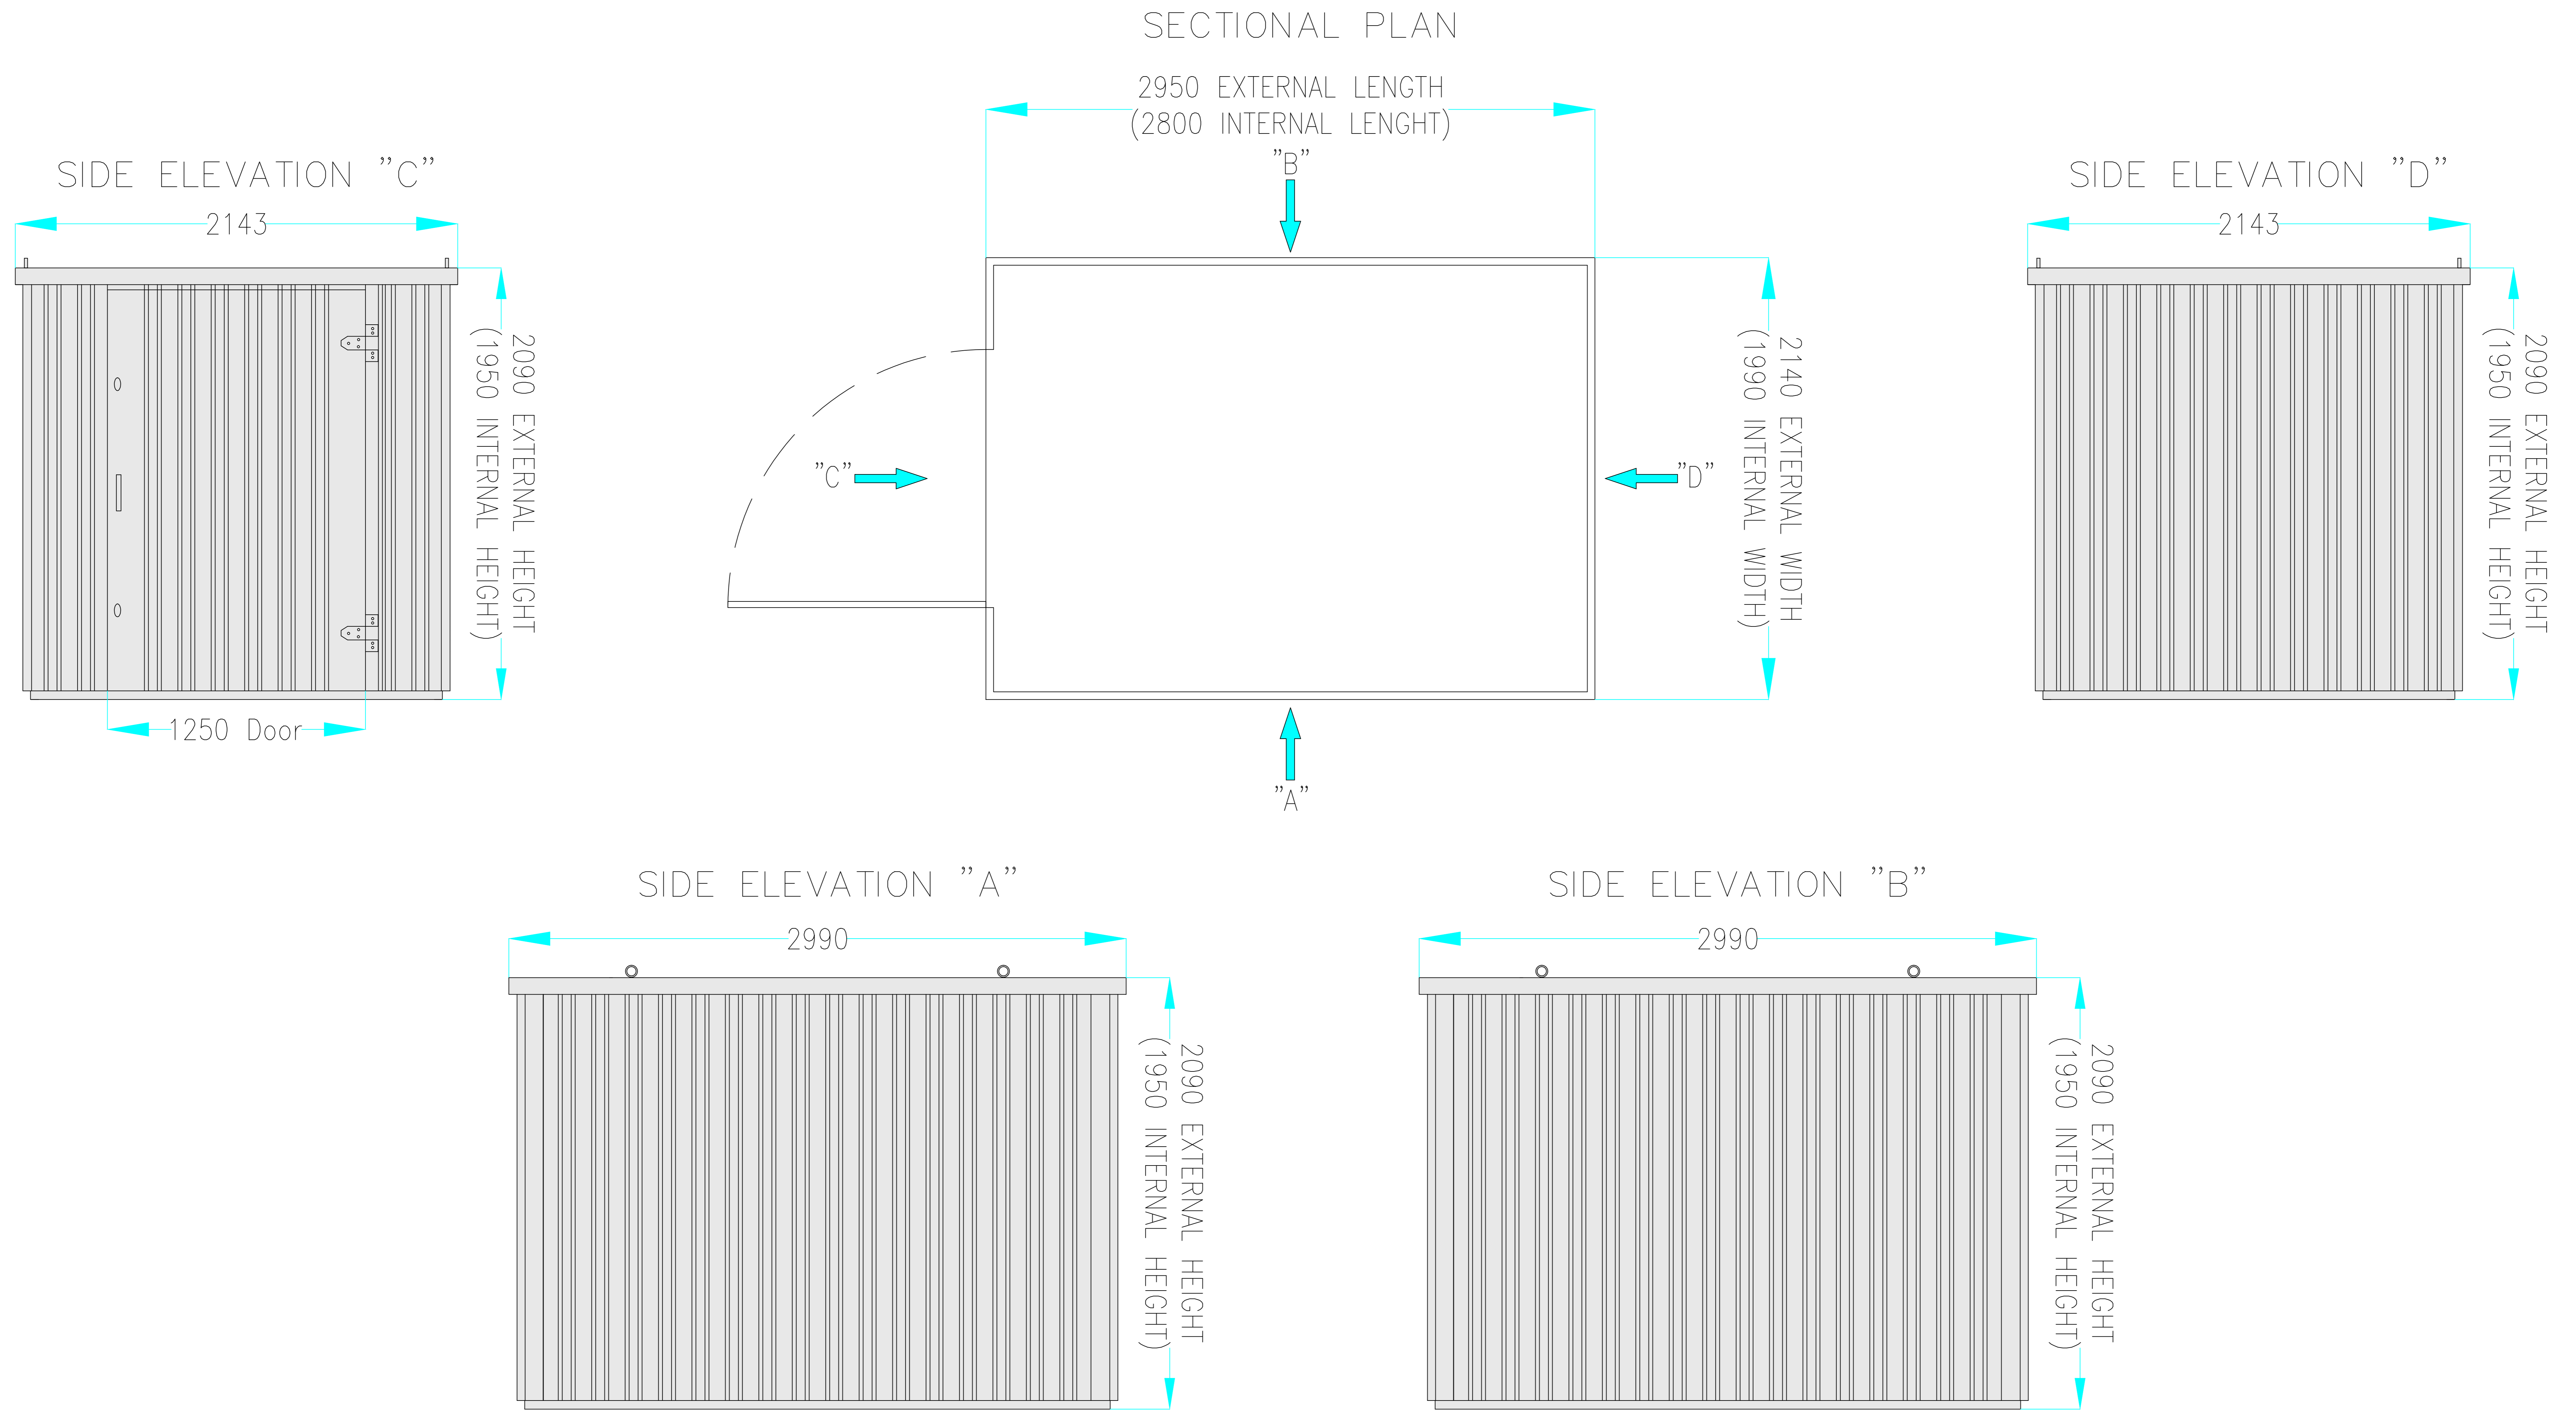 SECTIONAL PLAN
2950 EXTERNAL LENGTH
(2800 INTERNAL LENGHT)
"B"
"C"
"D"
"A"
2140 EXTERNAL WIDTH
(1990 INTERNAL WIDTH)
SIDE ELEVATION "C"
2143
2090 EXTERNAL HEIGHT
(1950 INTERNAL HEIGHT)
1250 Door
SIDE ELEVATION "D"
2143
2090 EXTERNAL HEIGHT
(1950 INTERNAL HEIGHT)
SIDE ELEVATION "A"
2990
2090 EXTERNAL HEIGHT
(1950 INTERNAL HEIGHT)
SIDE ELEVATION "B"
2990
2090 EXTERNAL HEIGHT
(1950 INTERNAL HEIGHT)